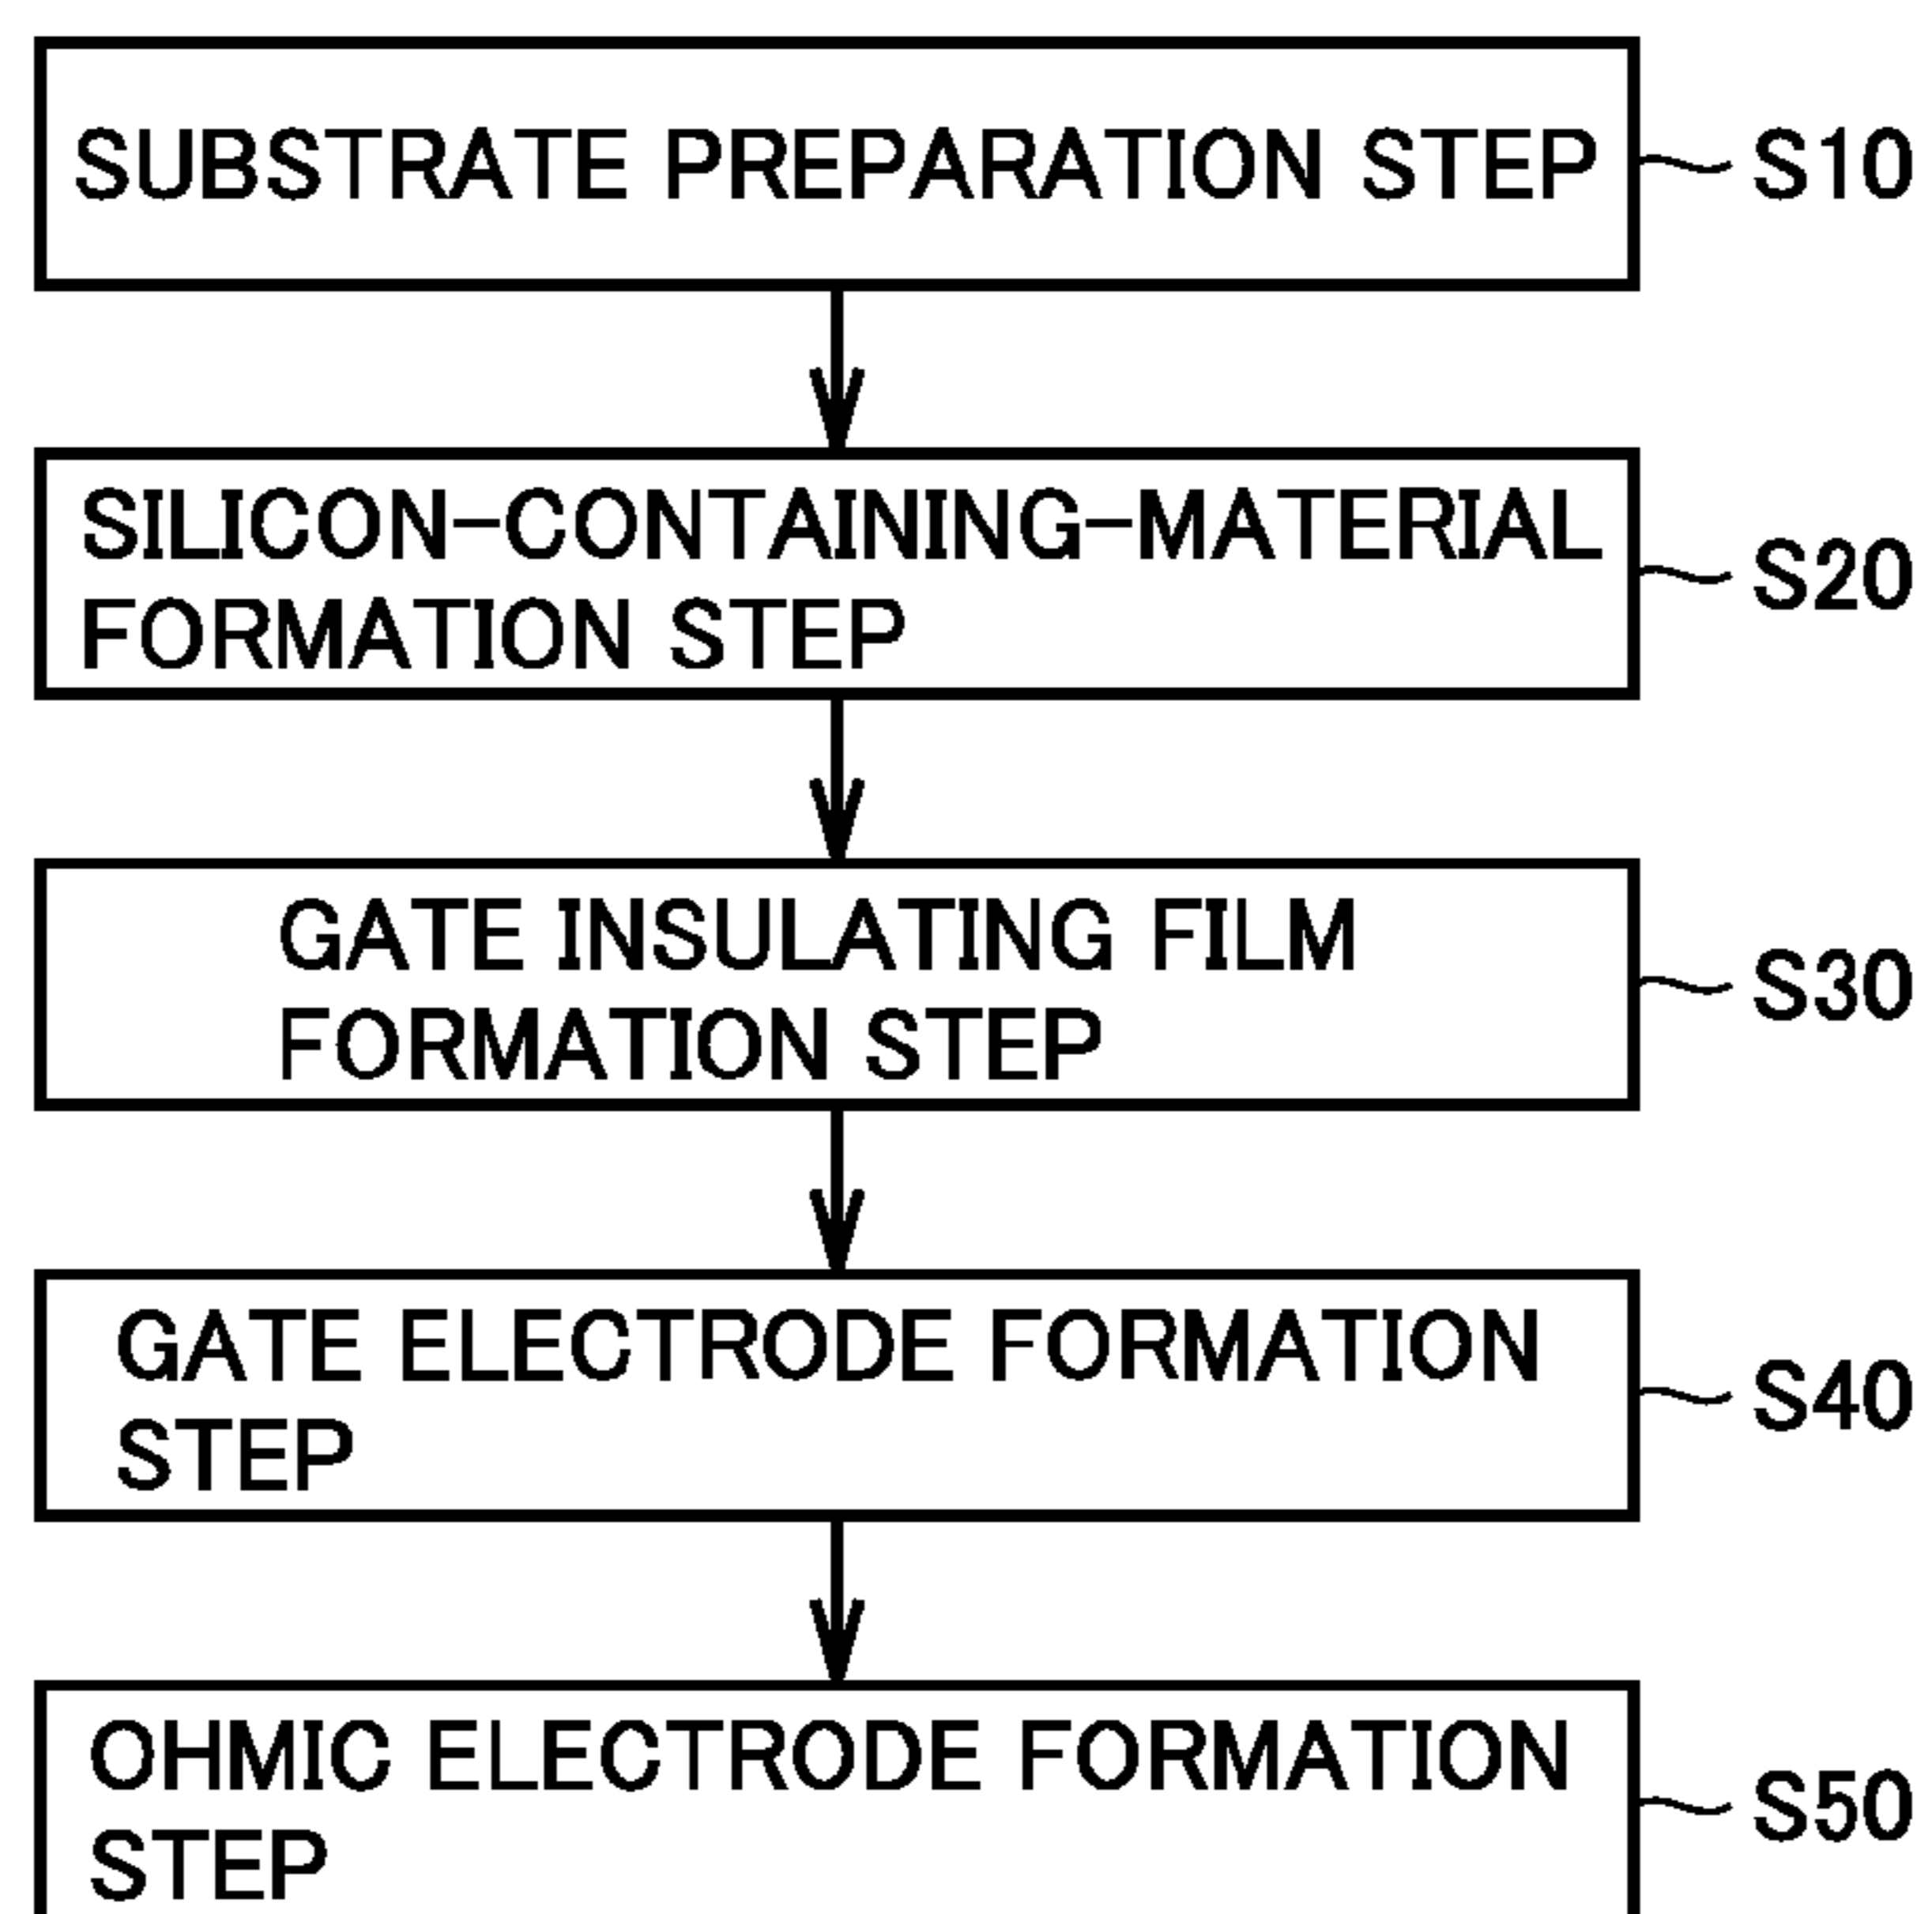 SUBSTRATE PREPARATION STEP
S10
SILICON-CONTAINING-MATERIAL
FORMATION STEP
S20
GATE INSULATING FILM
FORMATION STEP
S30
GATE ELECTRODE FORMATION
STEP
S40
OHMIC ELECTRODE FORMATION
STEP
S50